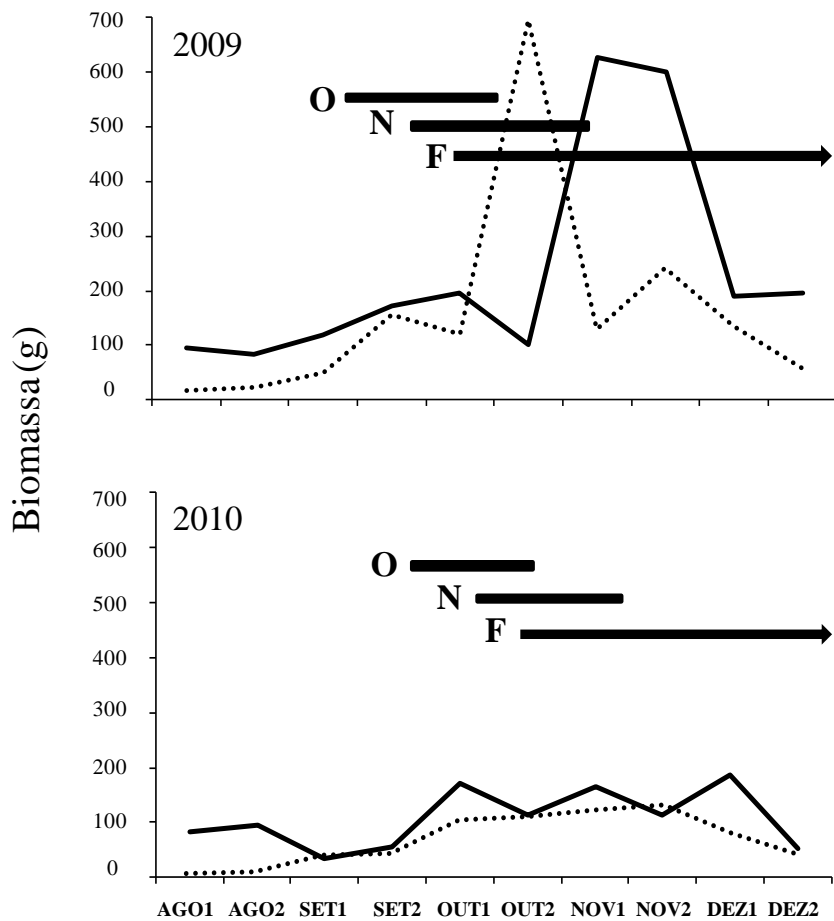 700
2009
600
O
500
N
F
400
300
200
100
0
Biomassa (g)
700
2010
600
O
500
N
F
400
300
200
100
0
AGO1 AGO2 SET1 SET2 OUT1 OUT2 NOV1 NOV2 DEZ1 DEZ2